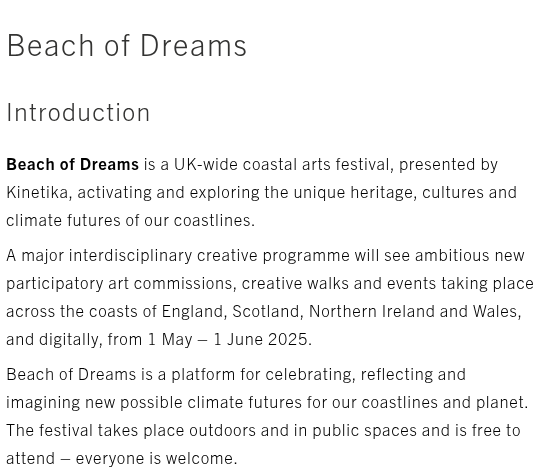 Beach of Dreams
Introduction
Beach of Dreams is a UK-wide coastal arts festival, presented by
Kinetika, activating and exploring the unique heritage, cultures and
climate futures of our coastlines.
A major interdisciplinary creative programme will see ambitious new
participatory art commissions, creative walks and events taking place
across the coasts of England, Scotland, Northern Ireland and Wales,
and digitally, from 1 May – 1 June 2025.
Beach of Dreams is a platform for celebrating, reflecting and
imagining new possible climate futures for our coastlines and planet.
The festival takes place outdoors and in public spaces and is free to
attend – everyone is welcome.